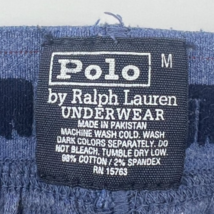 Polo
M
by Ralph Lauren
UNDERWEAR
MADE IN PAKISTAN
MACHINE WASH COLD. WASH
DARK COLORS SEPARATELY. DO
NOT BLEACH. TUMBLE DRY LOW.
98% COTTON / 2% SPANDEX
RN 15763